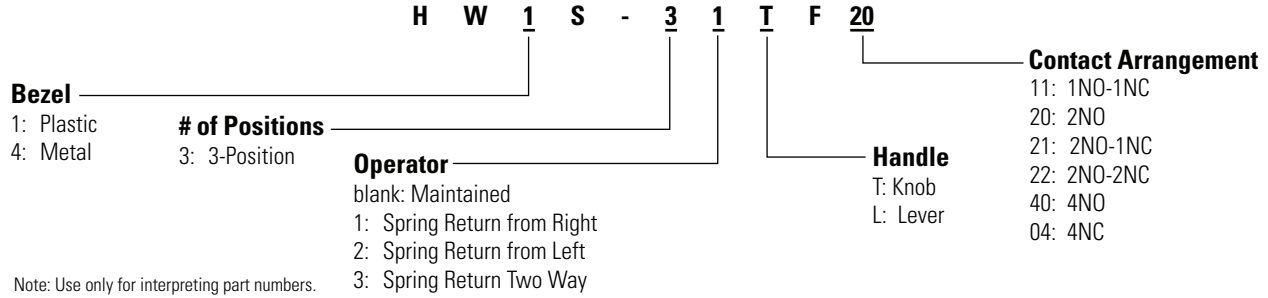 H W 1 S - 3 1 T F 20
Bezel
1: Plastic
4: Metal
# of Positions
3: 3-Position
Operator
blank: Maintained
1: Spring Return from Right
2: Spring Return from Left
3: Spring Return Two Way
Handle
T: Knob
L: Lever
Contact Arrangement
11: 1NO-1NC
20: 2NO
21: 2NO-1NC
22: 2NO-2NC
40: 4NO
04: 4NC
Note: Use only for interpreting part numbers.